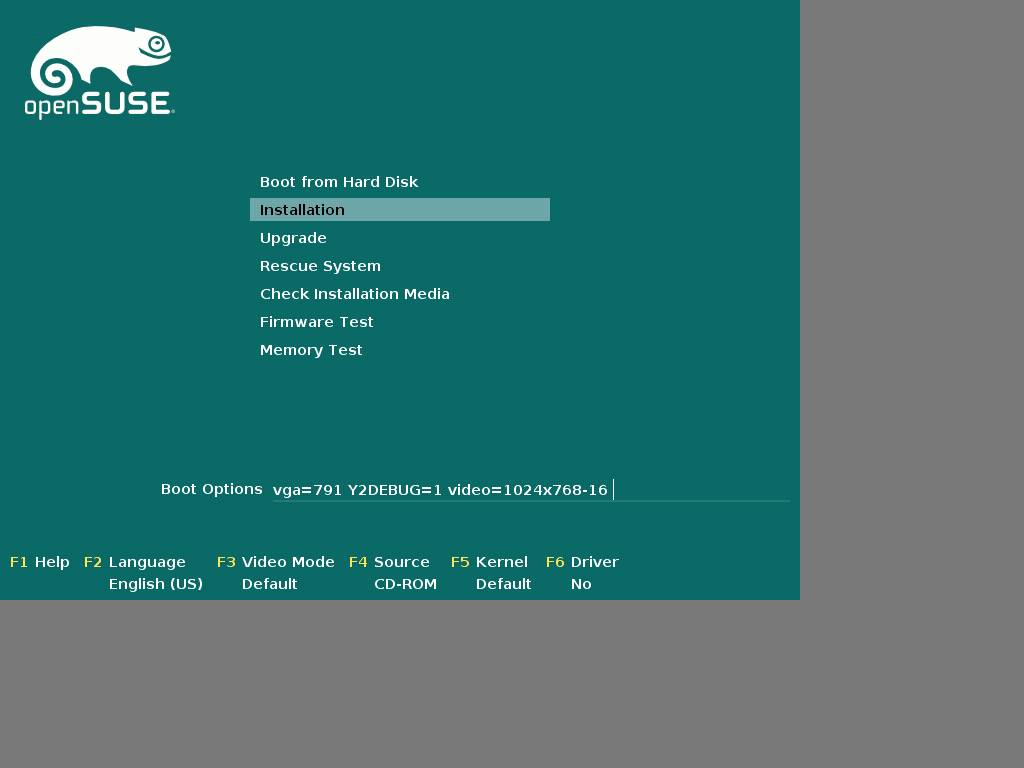 openSUSE
Boot from Hard Disk
Installation
Upgrade
Rescue System
Check Installation Media
Firmware Test
Memory Test
Boot Options vga=791 Y2DEBUG=1 video=1024x768-16
F1 Help F2 Language F3 Video Mode F4 Source F5 Kernel F6 Driver
English (US) Default CD-ROM Default No